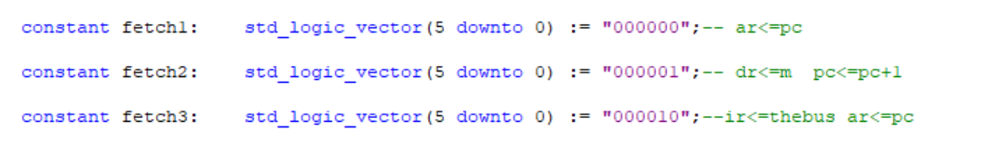 constant fetch1:    std_logic_vector(5 downto 0) := "000000";-- ar<=pc
constant fetch2:    std_logic_vector(5 downto 0) := "000001";-- dr<=m  pc<=pc+1
constant fetch3:    std_logic_vector(5 downto 0) := "000010";--ir<=thebus ar<=pc